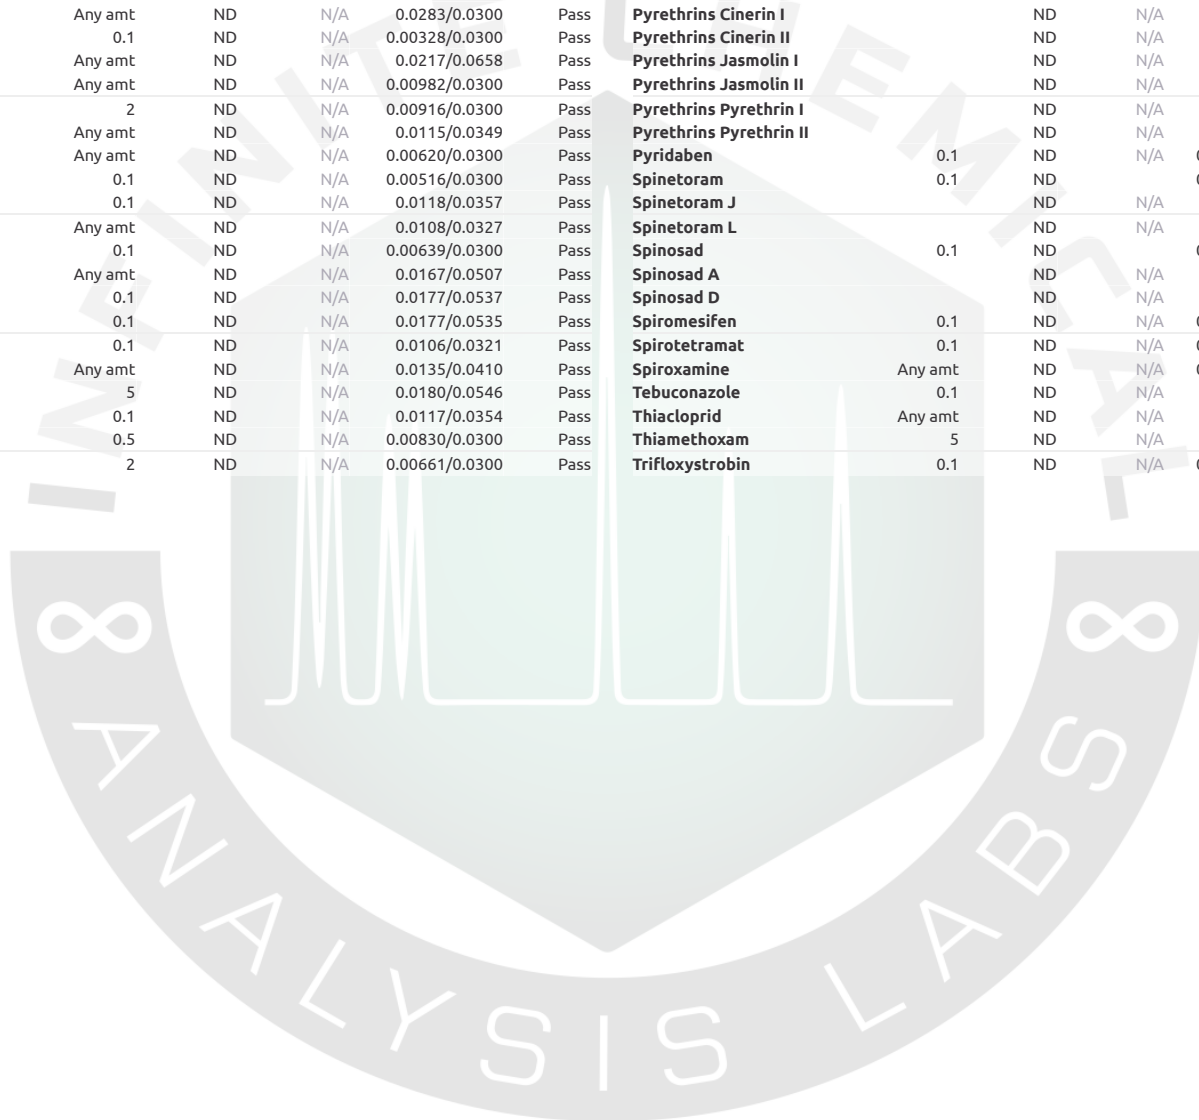 Any amt ND N/A 0.0283/0.0300 Pass Pyrethrins Cinerin I ND N/A
0.1 ND N/A 0.00328/0.0300 Pass Pyrethrins Cinerin II ND N/A
Any amt ND N/A 0.0217/0.0658 Pass Pyrethrins Jasmolin I ND N/A
Any amt ND N/A 0.00982/0.0300 Pass Pyrethrins Jasmolin II ND N/A
2 ND N/A 0.00916/0.0300 Pass Pyrethrins Pyrethrin I ND N/A
Any amt ND N/A 0.0115/0.0349 Pass Pyrethrins Pyrethrin II ND N/A
Any amt ND N/A 0.00620/0.0300 Pass Pyridaben 0.1 ND N/A
0.1 ND N/A 0.00516/0.0300 Pass Spinetoram 0.1 ND
0.1 ND N/A 0.0118/0.0357 Pass Spinetoram J ND N/A
Any amt ND N/A 0.0108/0.0327 Pass Spinetoram L ND N/A
0.1 ND N/A 0.00639/0.0300 Pass Spinosad 0.1 ND
Any amt ND N/A 0.0167/0.0507 Pass Spinosad A ND N/A
0.1 ND N/A 0.0177/0.0537 Pass Spinosad D ND N/A
0.1 ND N/A 0.0177/0.0535 Pass Spiromesifen 0.1 ND N/A
0.1 ND N/A 0.0106/0.0321 Pass Spirotetramat 0.1 ND N/A
Any amt ND N/A 0.0135/0.0410 Pass Spiroxamine Any amt ND N/A
5 ND N/A 0.0180/0.0546 Pass Tebuconazole 0.1 ND N/A
0.1 ND N/A 0.0117/0.0354 Pass Thiacloprid Any amt ND N/A
0.5 ND N/A 0.00830/0.0300 Pass Thiamethoxam 5 ND N/A
2 ND N/A 0.00661/0.0300 Pass Trifloxystrobin 0.1 ND N/A
INFINITE CHEMICAL
ANALYSIS LABS